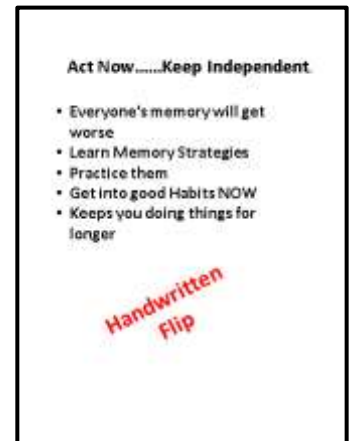 Act Now......Keep Independent
• Everyone's memory will get
worse
• Learn Memory Strategies
• Practice them
• Get into good Habits NOW
• Keeps you doing things for
longer
Handwritten
Flip